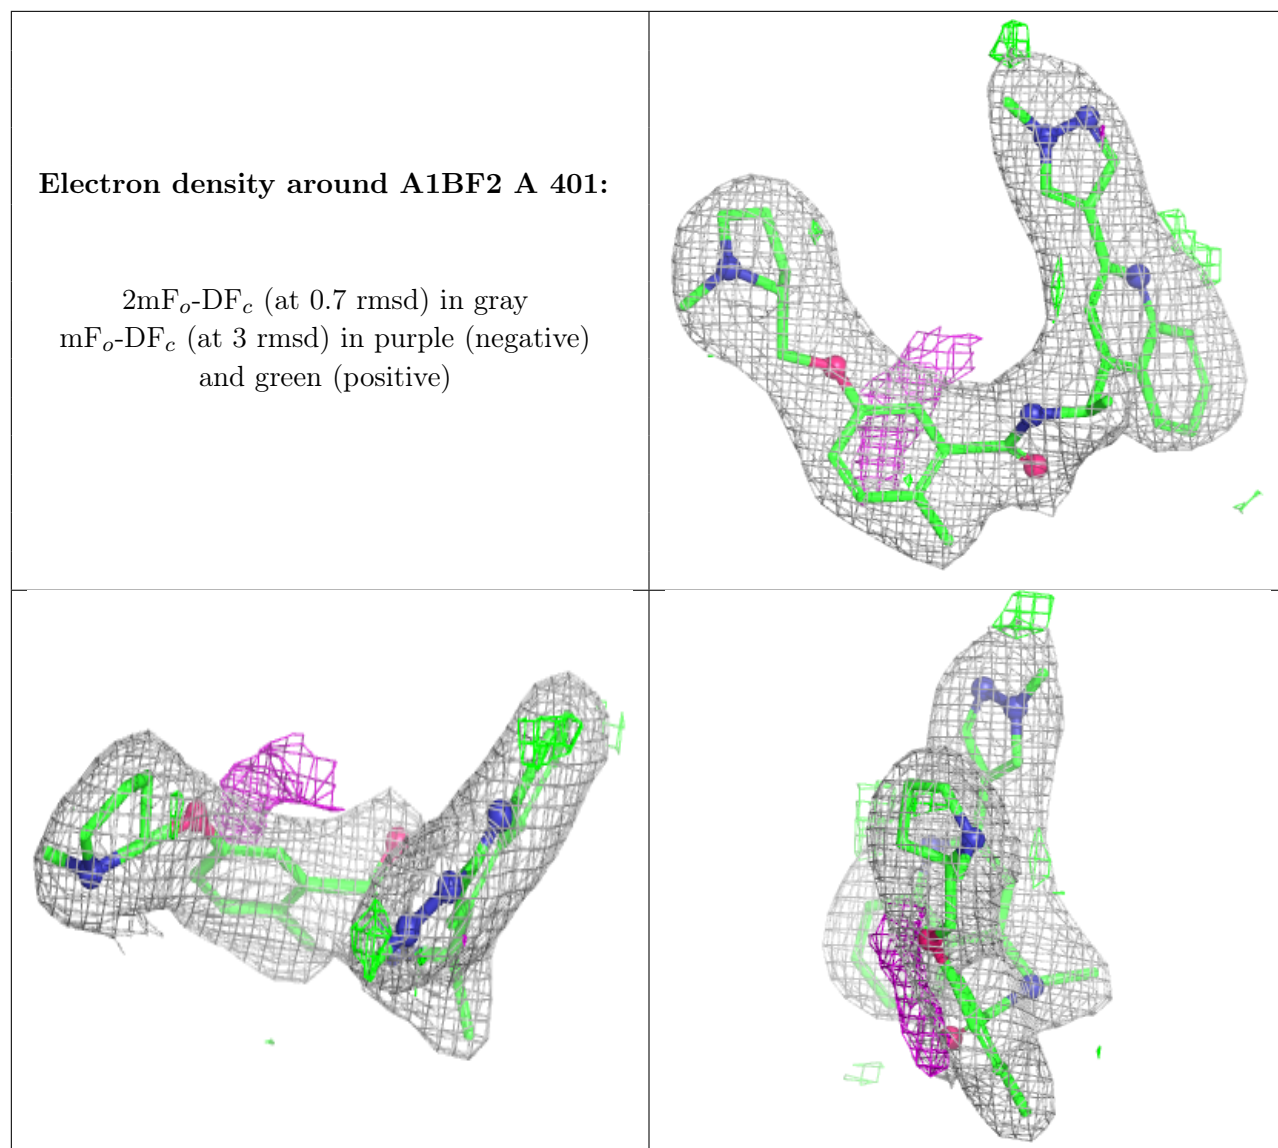 Electron density around A1BF2 A 401:
2mFo-DFc (at 0.7 rmsd) in gray
mFo-DFc (at 3 rmsd) in purple (negative)
and green (positive)